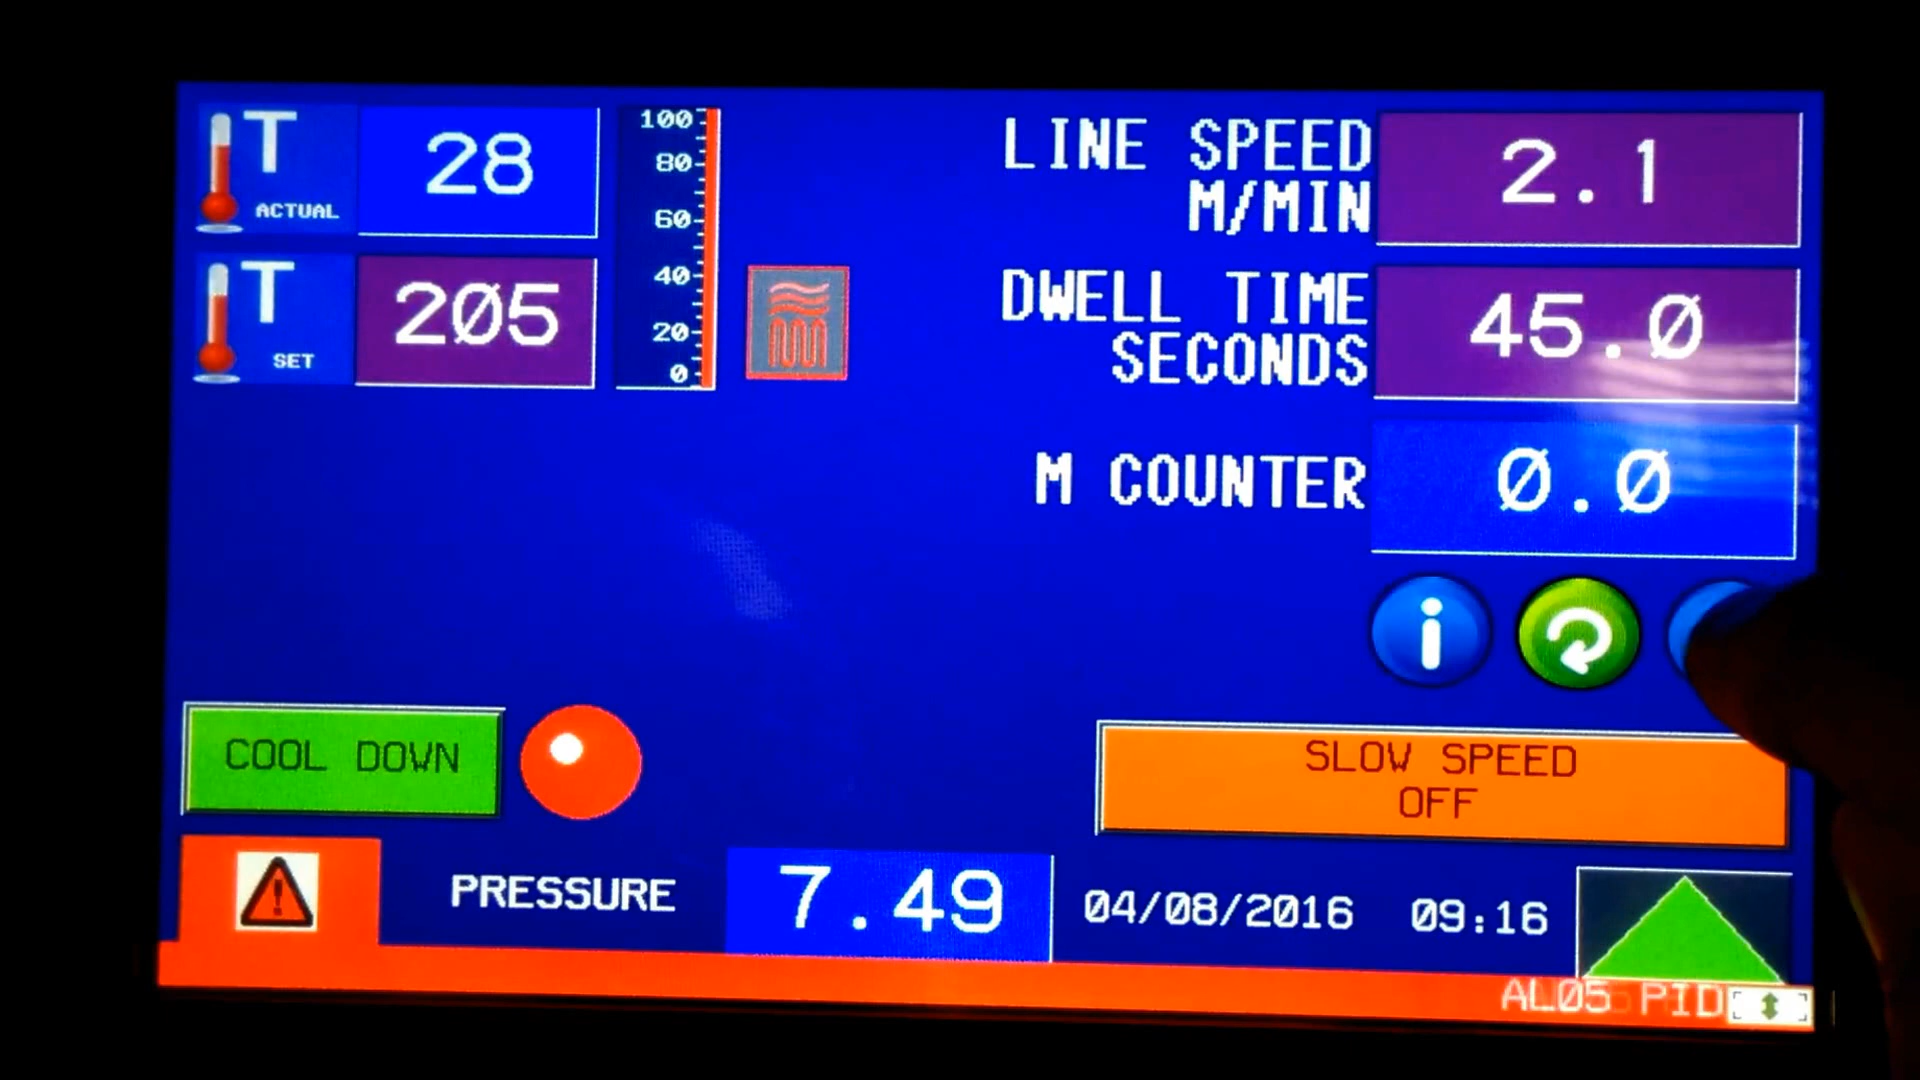 T
ACTUAL
28
T
SET
205
100
80
60
40
20
0
LINE SPEED
M/MIN
2.1
DWELL TIME
SECONDS
45.0
M COUNTER
0.0
i
COOL DOWN
SLOW SPEED
OFF
!
PRESSURE
7.49
04/08/2016 09:16
AL05 PID